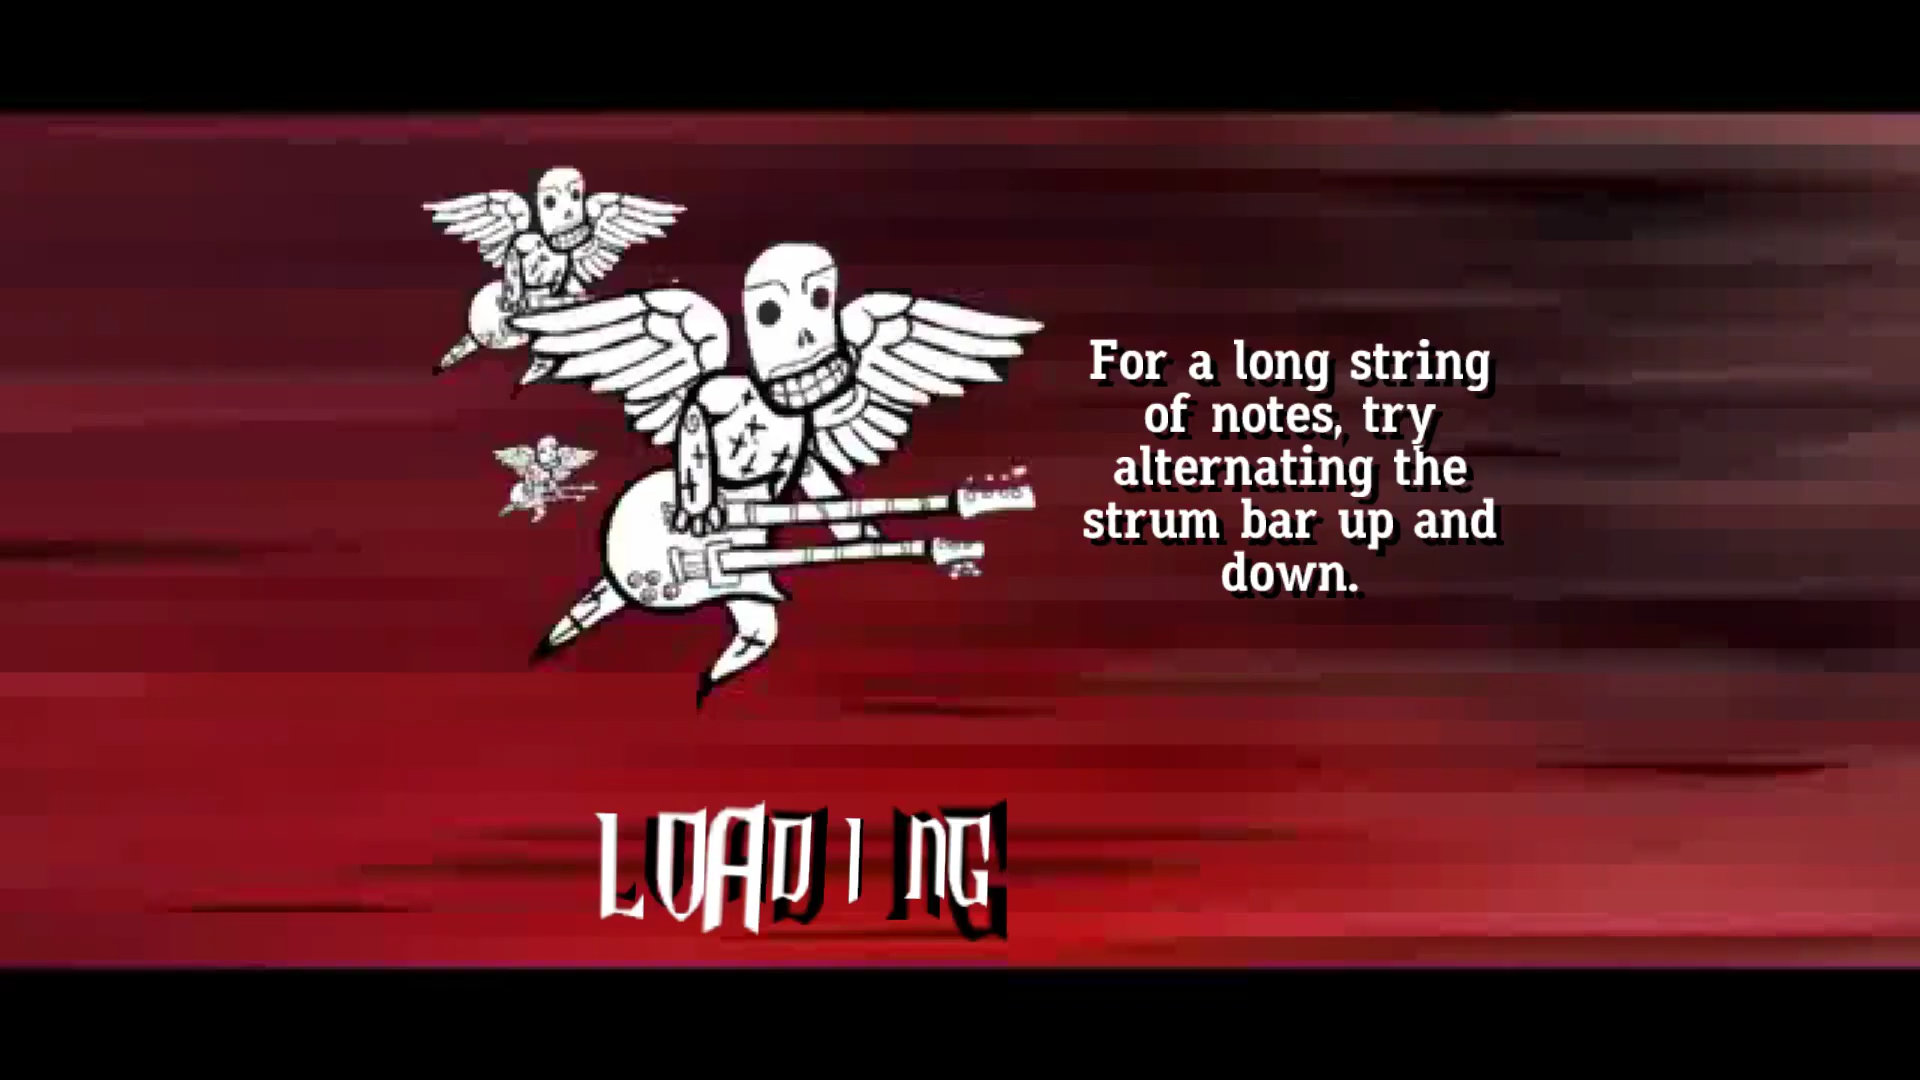 For a long string
of notes, try
alternating the
strum bar up and
down.
LOADING